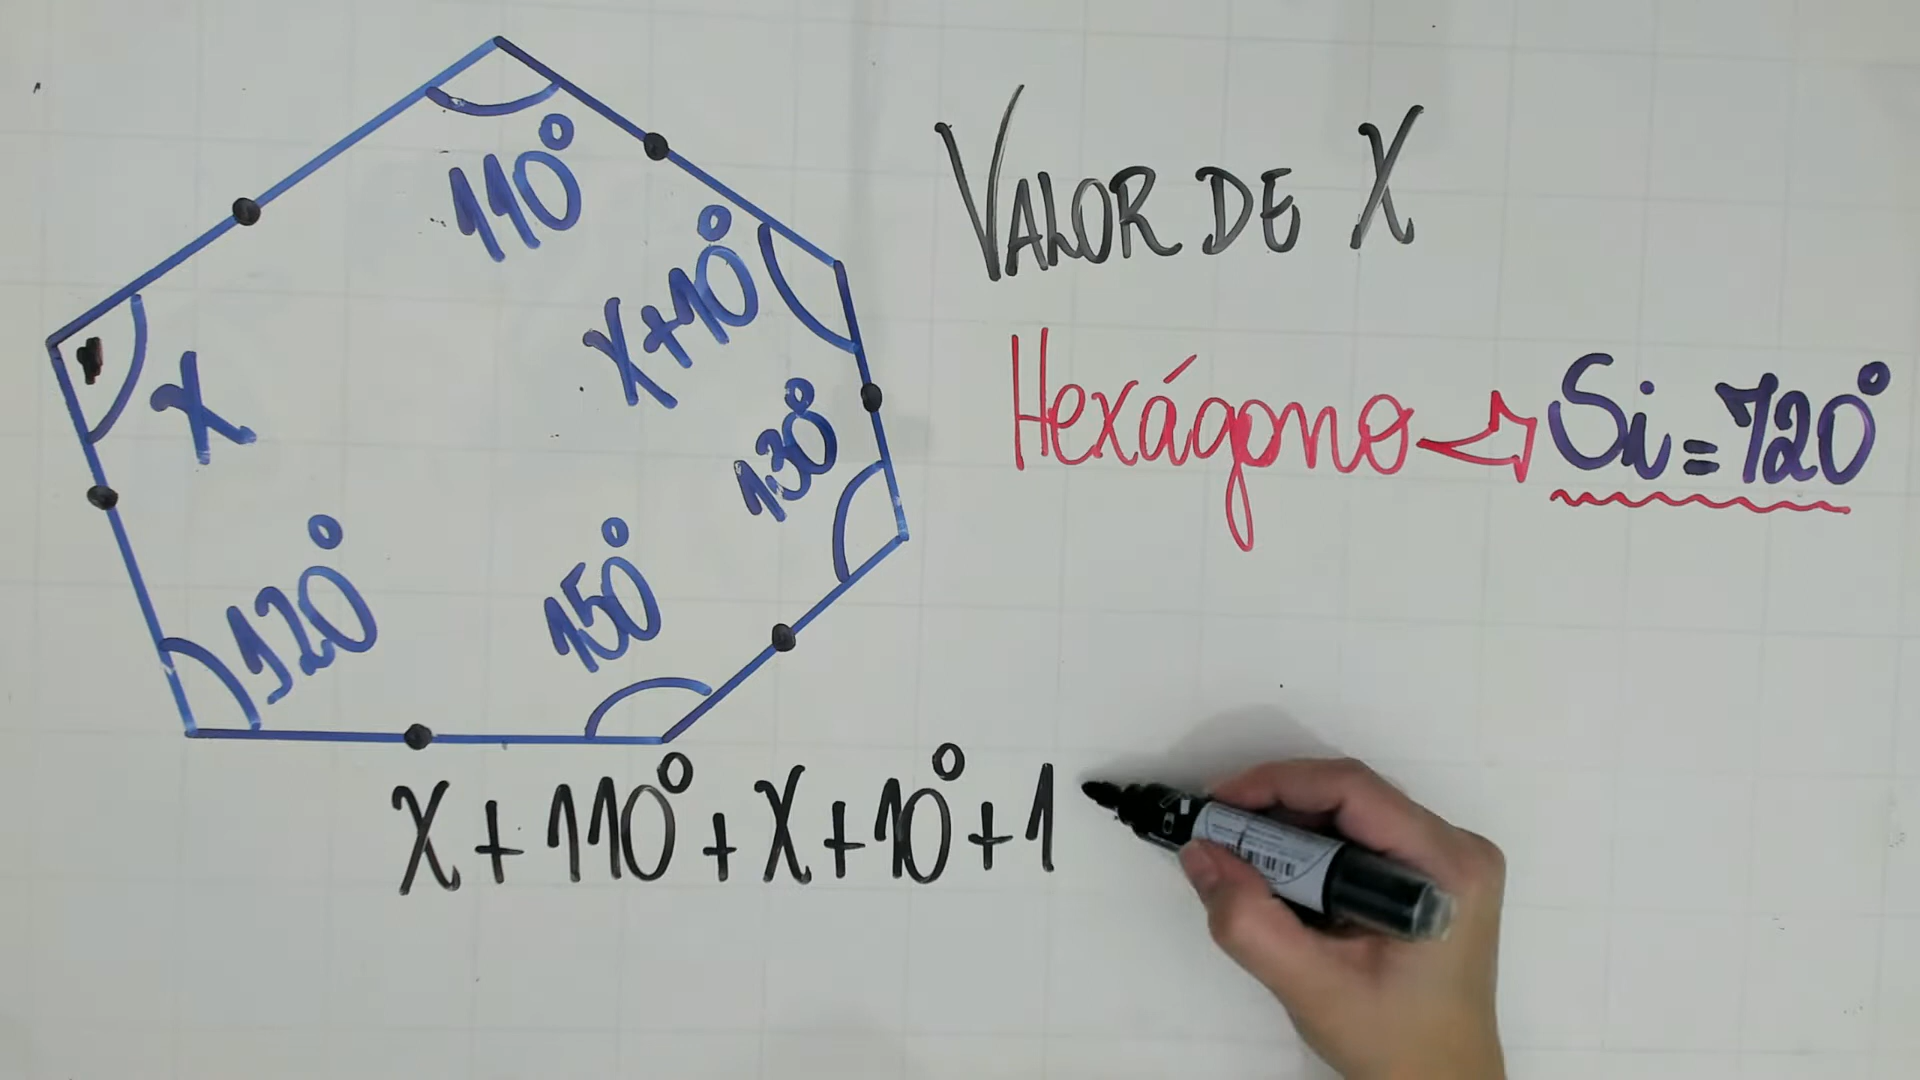 110°
VALOR DE X
X+10°
X
Hexágono ⇨ Si = 720°
130°
120°
150°
X + 110° + X + 10° + 1